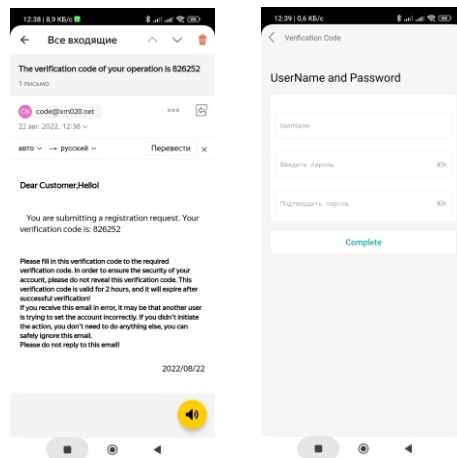 12:38 | 8,9 КБ/с
Все входящие
The verification code of your operation is 826252
1 письмо
CN code@xm020.net
22 авг. 2022, 12:38
авто → русский Перевести ×
Dear Customer,Hello!
You are submitting a registration request. Your
verification code is: 826252
Please fill in this verification code to the required
verification code. In order to ensure the security of your
account, please do not reveal this verification code. This
verification code is valid for 2 hours, and it will expire after
successful verification!
If you receive this email in error, it may be that another user
is trying to set the account incorrectly. If you didn't initiate
the action, you don't need to do anything else, you can
safely ignore this email.
Please do not reply to this email!
2022/08/22
12:39 | 0,6 КБ/с
Verification Code
UserName and Password
UserName
Введите пароль
Подтвердить пароль
Complete